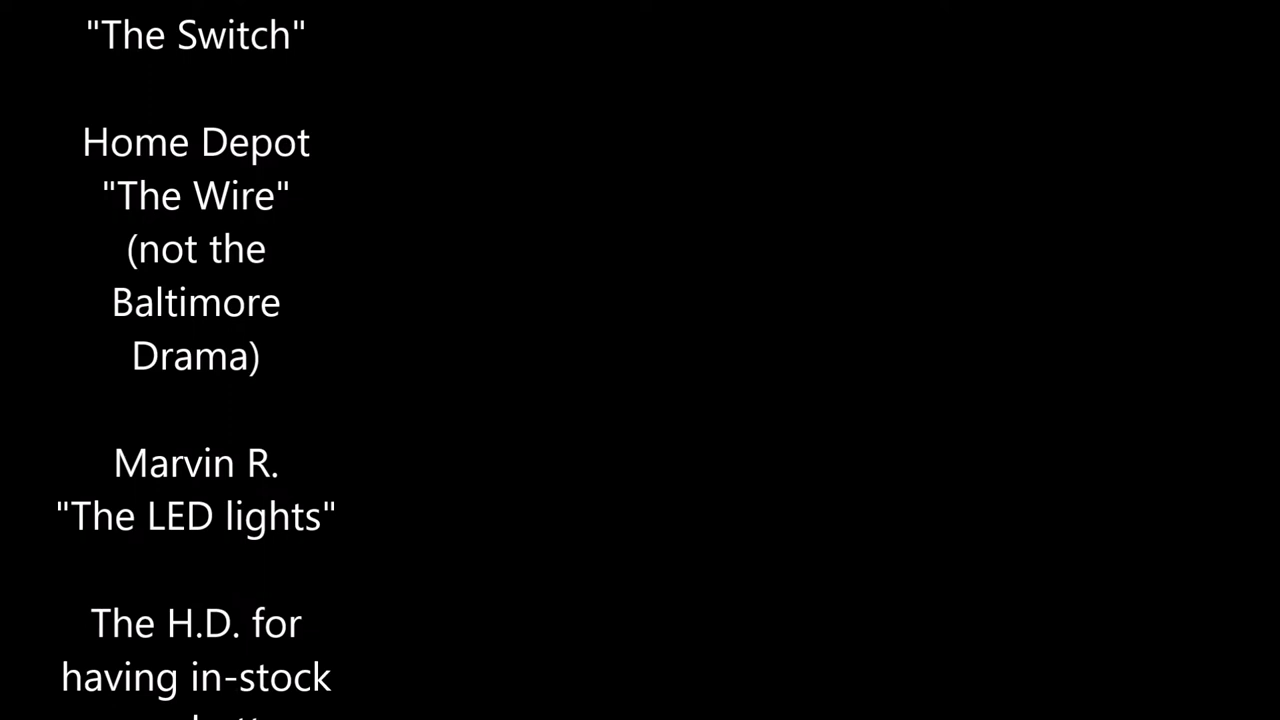 "The Switch"
Home Depot
"The Wire"
(not the
Baltimore
Drama)
Marvin R.
"The LED lights"
The H.D. for
having in-stock